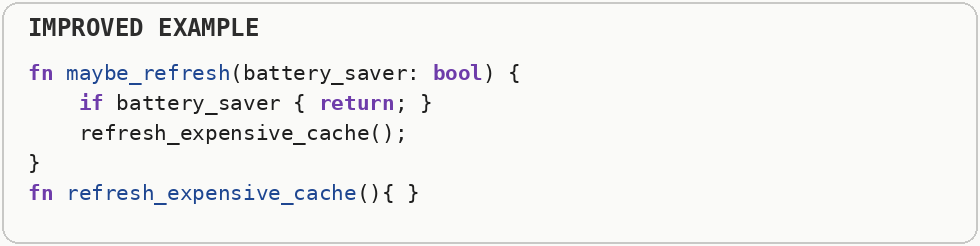 IMPROVED EXAMPLE
fn maybe_refresh(battery_saver: bool) {
    if battery_saver { return; }
    refresh_expensive_cache();
}
fn refresh_expensive_cache(){ }